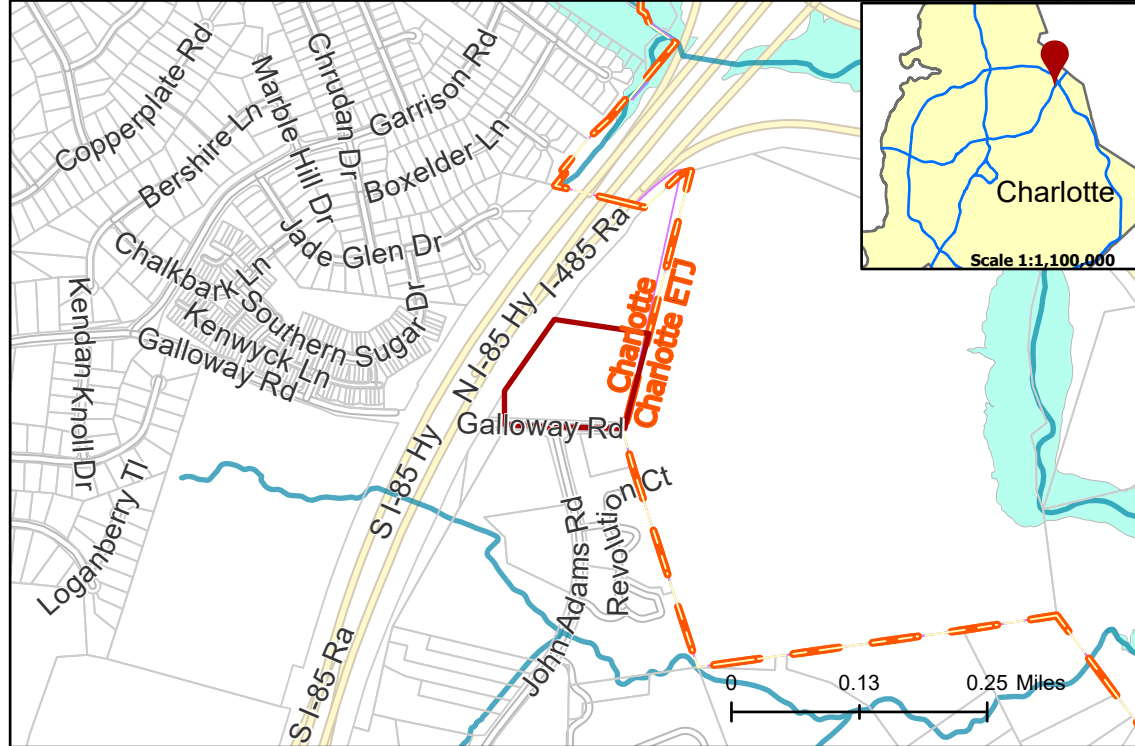 Copperplate Rd
Bershire Ln
Marble Hill Dr
Chrudan Dr
Garrison Rd
Boxelder Ln
Jade Glen Dr
Chalkbark Ln
Southern Sugar Dr
Kenwyck Ln
Galloway Rd
Kendan Knoll Dr
Loganberry Tl
S I-85 Hy
N I-85 Hy
I-485 Ra
S I-85 Ra
Galloway Rd
John Adams Rd
Revolution Ct
Charlotte
Charlotte ETJ
Charlotte
Scale 1:1,100,000
0 0.13 0.25 Miles